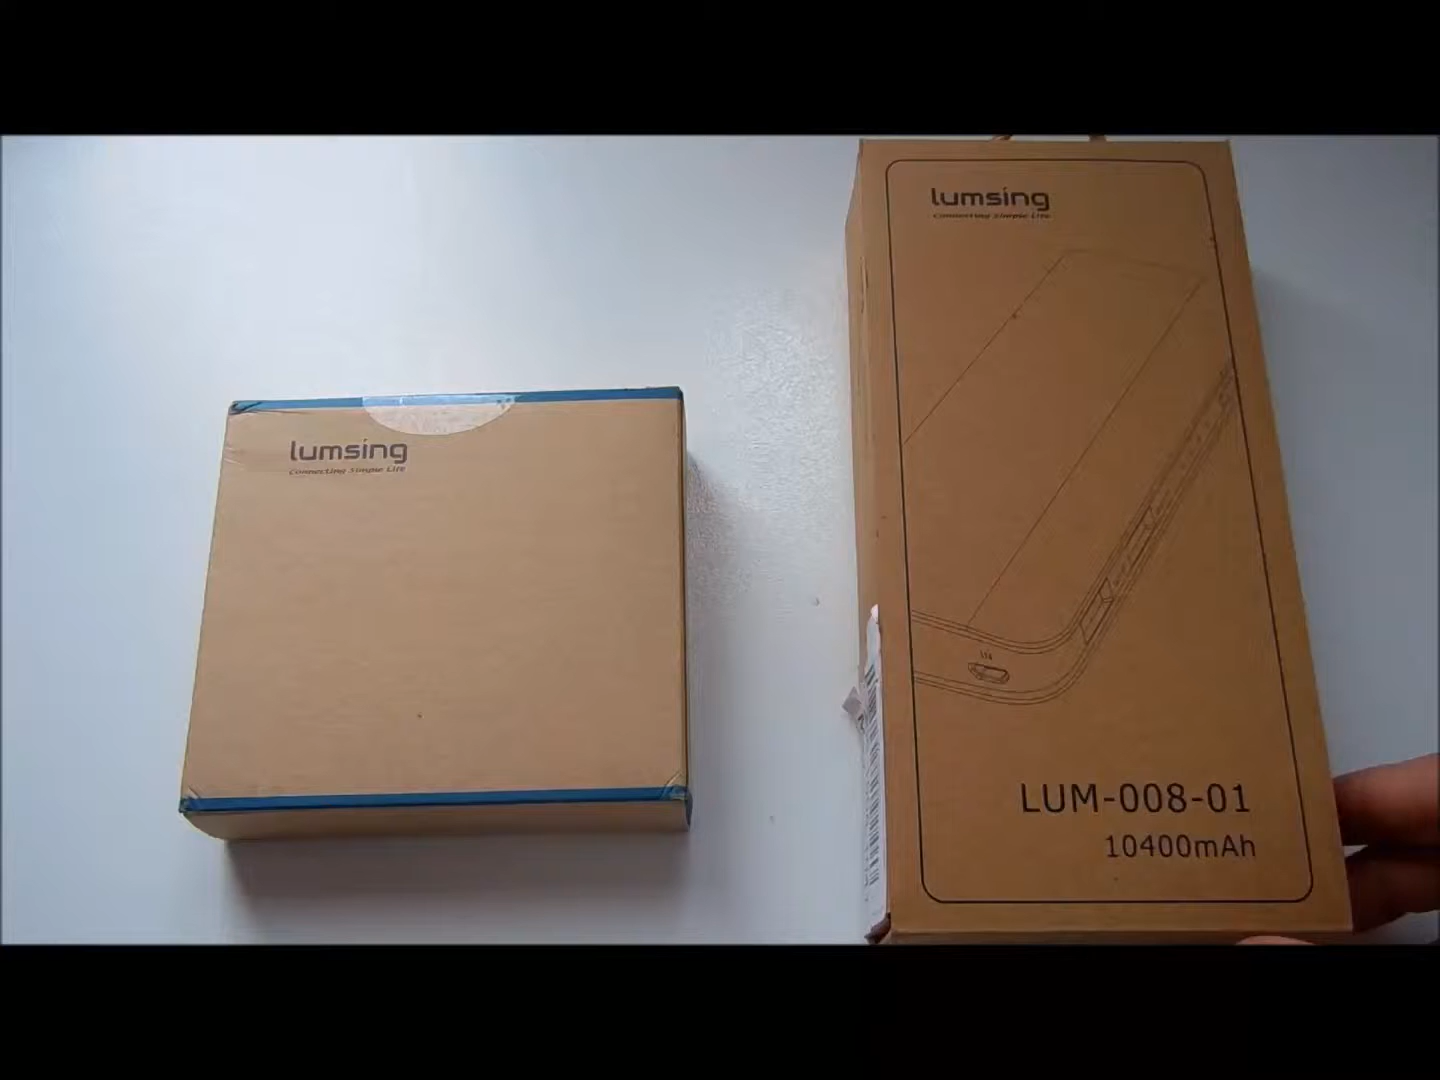 lumsing
Connecting Simple Life
lumsing
Connecting Simple Life
LUM-008-01
10400mAh